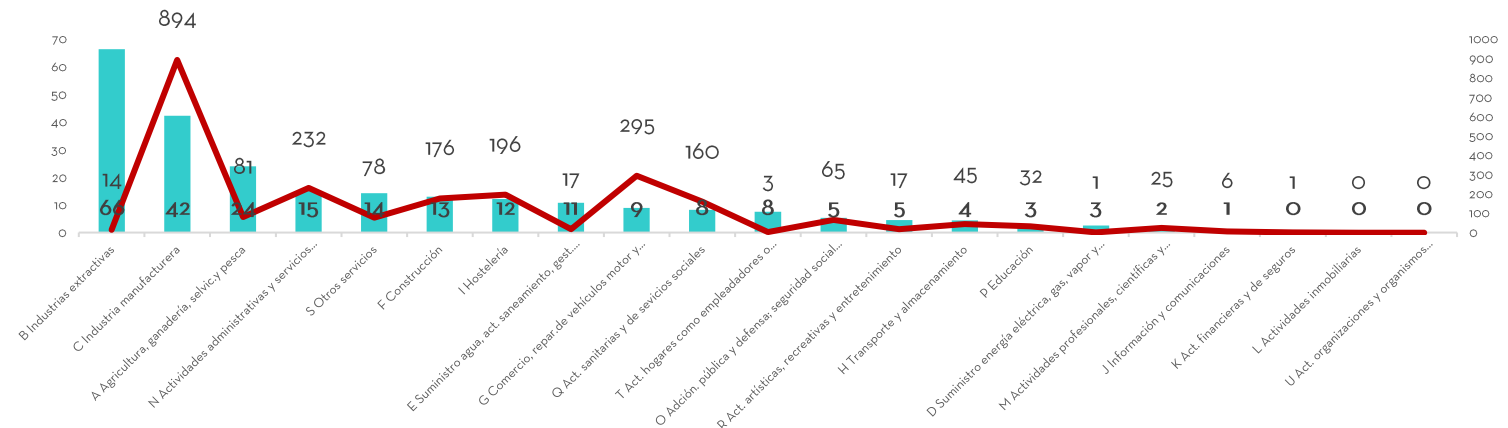 894
70
60
50
40
30
20
10
0
1000
900
800
700
600
500
400
300
200
100
0
14
81
232
78
176
196
17
295
160
3
65
17
45
32
1
25
6
1
0
0
66
42
24
15
14
13
12
11
9
8
8
5
5
4
3
3
2
1
0
0
0
B Industrias extractivas
C Industria manufacturera
A Agricultura, ganadería, selvic.y pesca
N Actividades administrativas y servicios...
S Otros servicios
F Construcción
I Hostelería
E Suministro agua, act. saneamiento, gest....
G Comercio, repar.de vehículos motor y...
Q Act. sanitarias y de sevicios sociales
T Act. hogares como empleadores o...
O Adción. pública y defensa; seguridad social...
R Act. artísticas, recreativas y entretenimiento
H Transporte y almacenamiento
P Educación
D Suministro energía eléctrica, gas, vapor y...
M Actividades profesionales, científicas y...
J Información y comunicaciones
K Act. financieras y de seguros
L Actividades inmobiliarias
U Act. organizaciones y organismos...